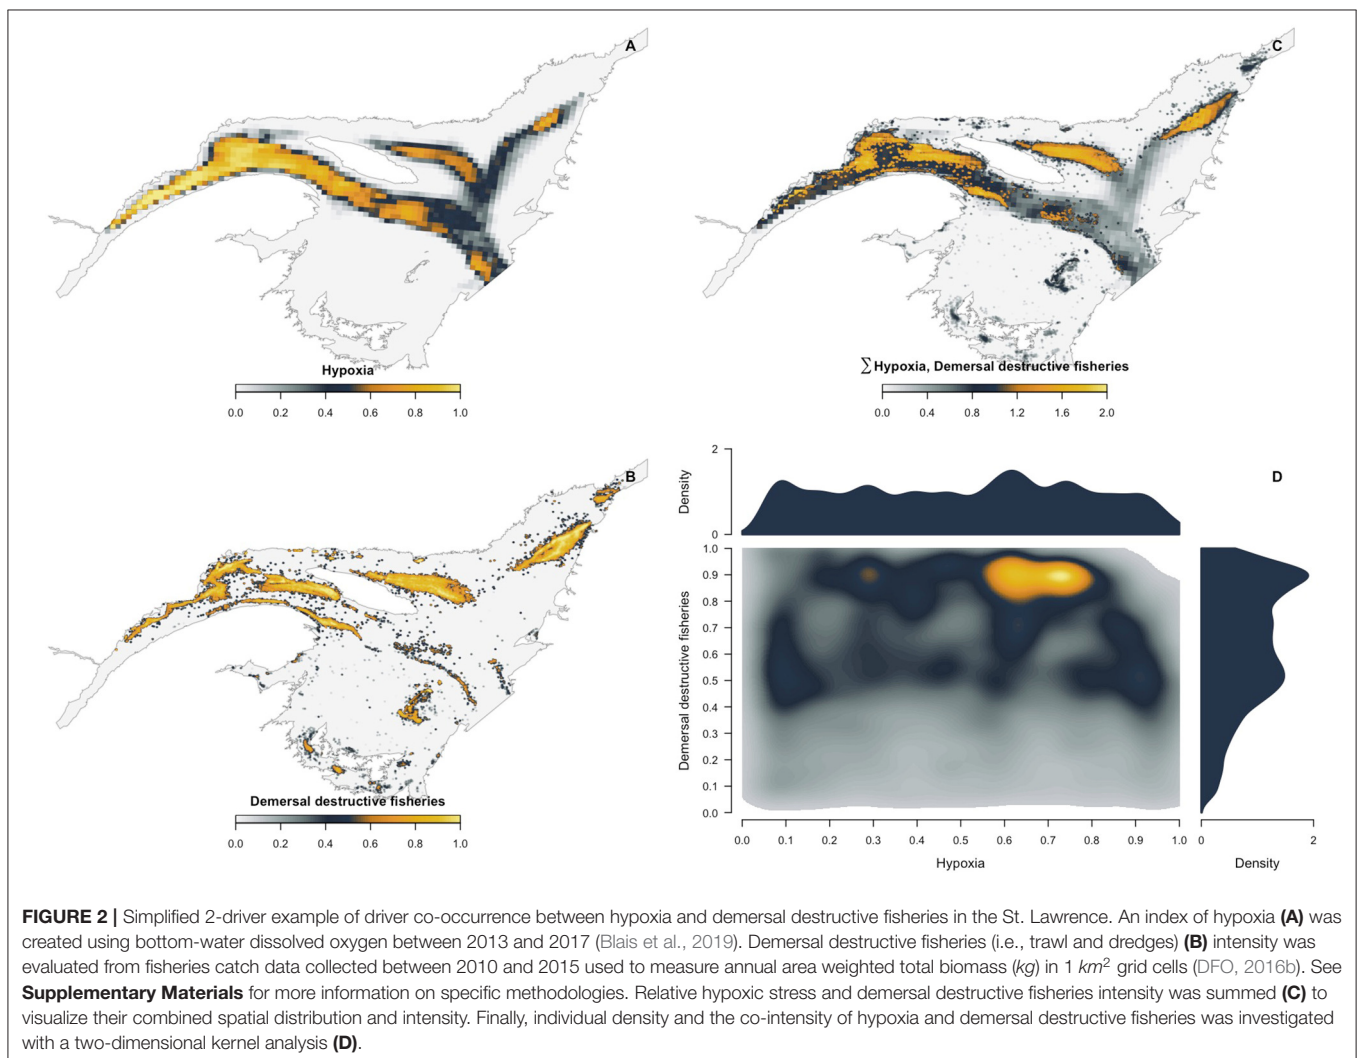 A
Hypoxia
0.0 0.2 0.4 0.6 0.8 1.0
C
∑ Hypoxia, Demersal destructive fisheries
0.0 0.4 0.8 1.2 1.6 2.0
B
Demersal destructive fisheries
0.0 0.2 0.4 0.6 0.8 1.0
D
2
0
Density
1.0
0.9
0.8
0.7
0.6
0.5
0.4
0.3
0.2
0.1
0.0
Demersal destructive fisheries
0.0 0.1 0.2 0.3 0.4 0.5 0.6 0.7 0.8 0.9 1.0
Hypoxia
0 2
Density
FIGURE 2 | Simplified 2-driver example of driver co-occurrence between hypoxia and demersal destructive fisheries in the St. Lawrence. An index of hypoxia (A) was
created using bottom-water dissolved oxygen between 2013 and 2017 (Blais et al., 2019). Demersal destructive fisheries (i.e., trawl and dredges) (B) intensity was
evaluated from fisheries catch data collected between 2010 and 2015 used to measure annual area weighted total biomass (kg) in 1 km² grid cells (DFO, 2016b). See
Supplementary Materials for more information on specific methodologies. Relative hypoxic stress and demersal destructive fisheries intensity was summed (C) to
visualize their combined spatial distribution and intensity. Finally, individual density and the co-intensity of hypoxia and demersal destructive fisheries was investigated
with a two-dimensional kernel analysis (D).